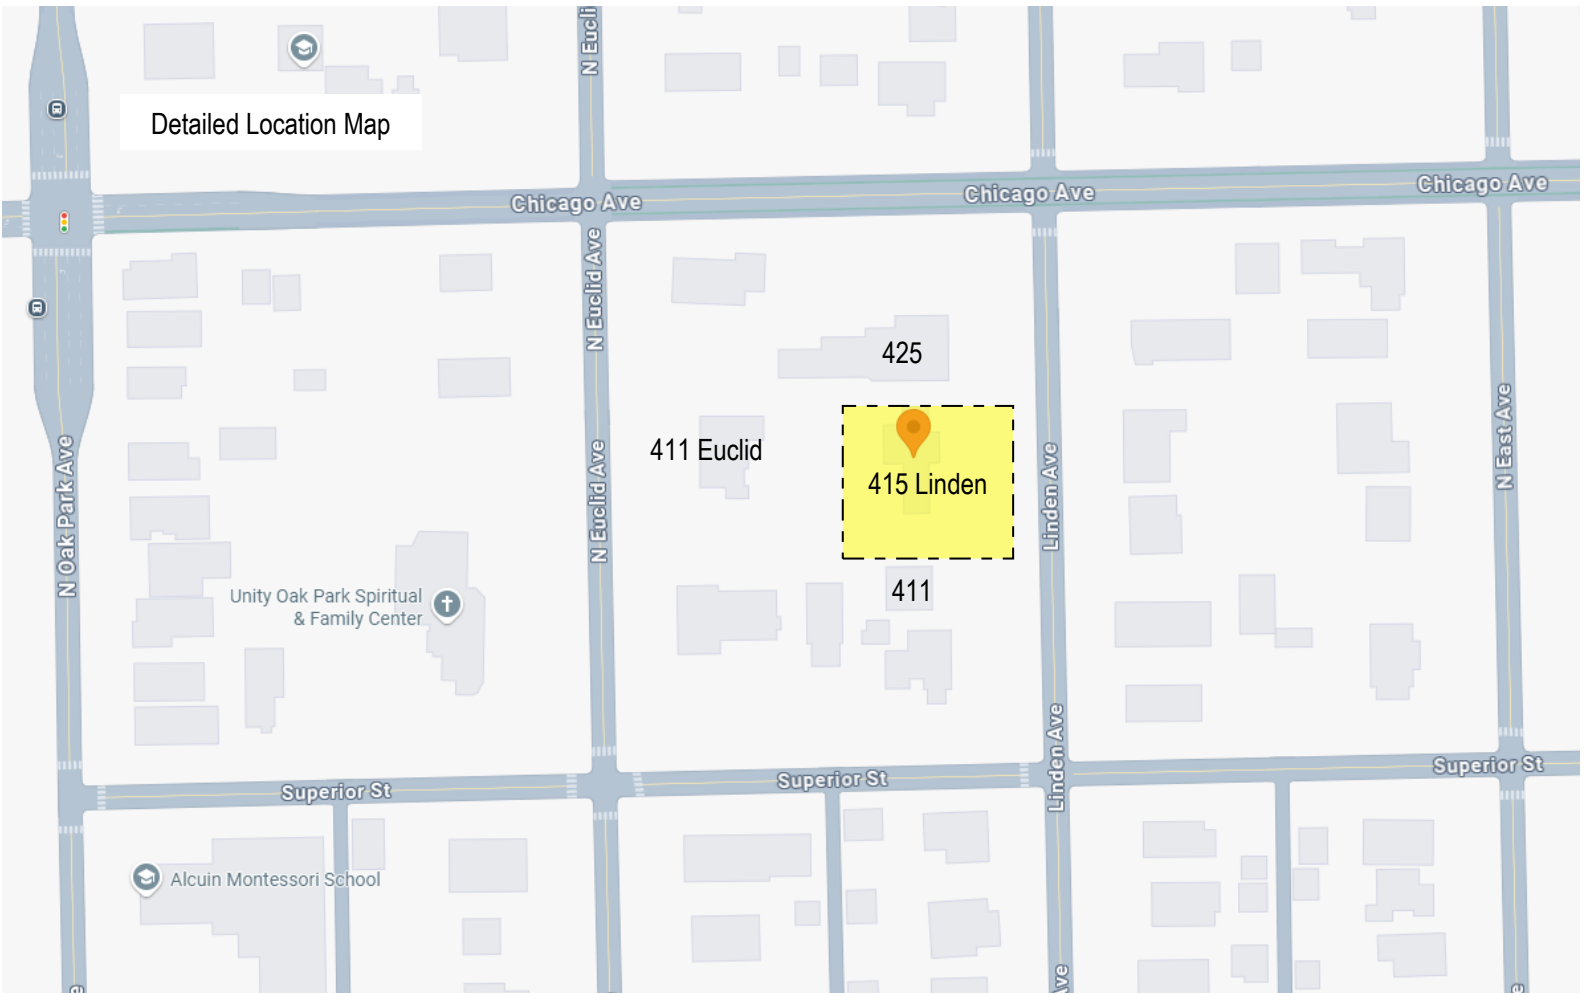 N Eucli
Detailed Location Map
Chicago Ave
Chicago Ave
Chicago Ave
N Euclid Ave
425
411 Euclid
415 Linden
N Oak Park Ave
N Euclid Ave
Linden Ave
N East Ave
411
Unity Oak Park Spiritual
& Family Center
Linden Ave
Superior St
Superior St
Superior St
Alcuin Montessori School
Ave
e
e